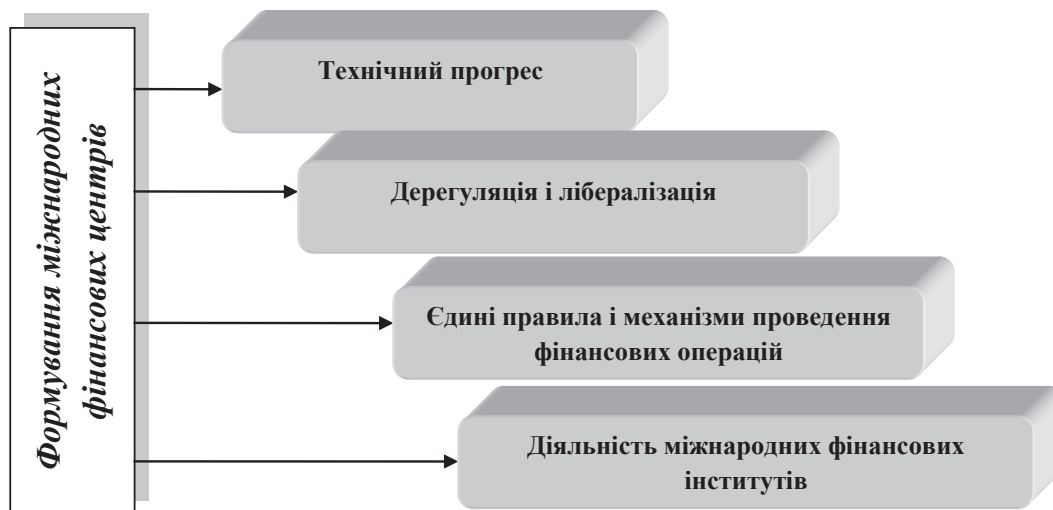 Формування міжнародних
фінансових центрів
Технічний прогрес
Дерегуляція і лібералізація
Єдині правила і механізми проведення
фінансових операцій
Діяльність міжнародних фінансових
інститутів